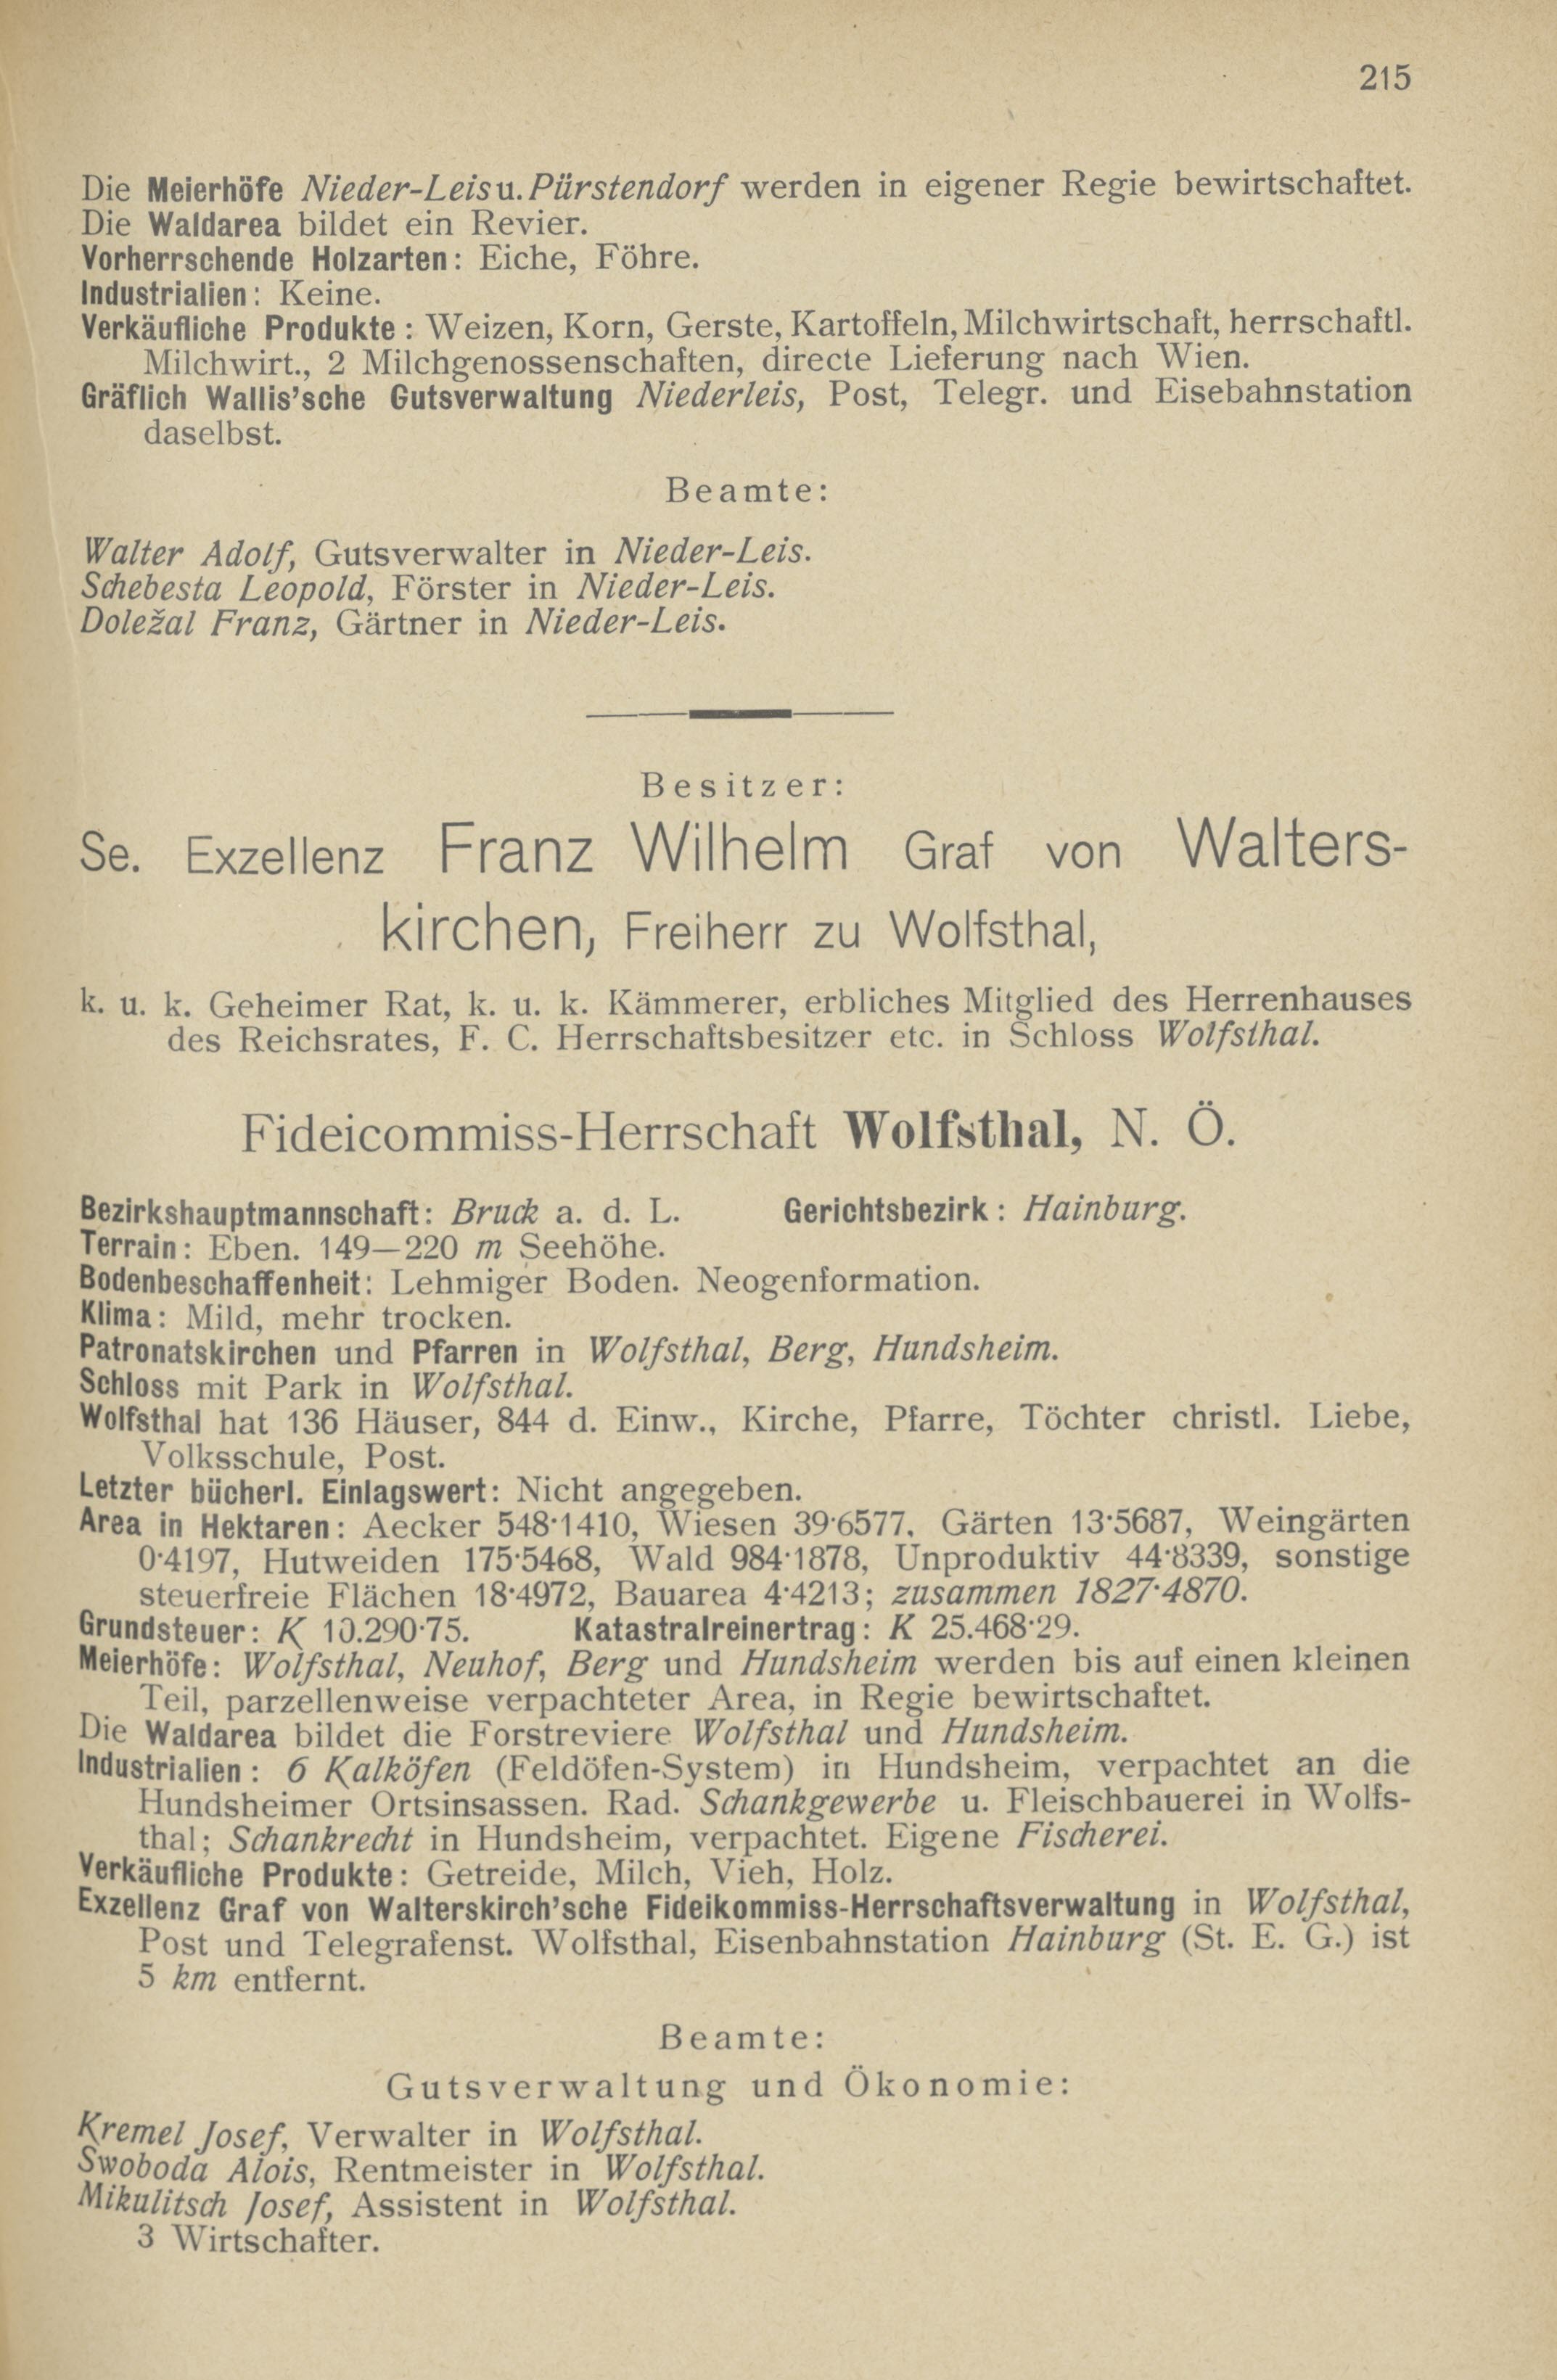 215
Die Meierhöfe Nieder-Leis u. Pürstendorf werden in eigener Regie bewirtschaftet.
Die Waldarea bildet ein Revier.
Vorherrschende Holzarten: Eiche, Föhre.
Industrialien: Keine.
Verkäufliche Produkte: Weizen, Korn, Gerste, Kartoffeln, Milchwirtschaft, herrschaftl.
Milchwirt., 2 Milchgenossenschaften, directe Lieferung nach Wien.
Gräflich Wallis'sche Gutsverwaltung Niederleis, Post, Telegr. und Eisebahnstation
daselbst.
Beamte:
Walter Adolf, Gutsverwalter in Nieder-Leis.
Schebesta Leopold, Förster in Nieder-Leis.
Doležal Franz, Gärtner in Nieder-Leis.
Besitzer:
Se. Exzellenz Franz Wilhelm Graf von Walters-
kirchen, Freiherr zu Wolfsthal,
k. u. k. Geheimer Rat, k. u. k. Kämmerer, erbliches Mitglied des Herrenhauses
des Reichsrates, F. C. Herrschaftsbesitzer etc. in Schloss Wolfsthal.
Fideicommiss-Herrschaft Wolfsthal, N. Ö.
Bezirkshauptmannschaft: Bruck a. d. L. Gerichtsbezirk: Hainburg.
Terrain: Eben. 149—220 m Seehöhe.
Bodenbeschaffenheit: Lehmiger Boden. Neogenformation.
Klima: Mild, mehr trocken.
Patronatskirchen und Pfarren in Wolfsthal, Berg, Hundsheim.
Schloss mit Park in Wolfsthal.
Wolfsthal hat 136 Häuser, 844 d. Einw., Kirche, Pfarre, Töchter christl. Liebe,
Volksschule, Post.
Letzter bücherl. Einlagswert: Nicht angegeben.
Area in Hektaren: Aecker 548·1410, Wiesen 39·6577, Gärten 13·5687, Weingärten
0·4197, Hutweiden 175·5468, Wald 984·1878, Unproduktiv 44·8339, sonstige
steuerfreie Flächen 18·4972, Bauarea 4·4213; zusammen 1827·4870.
Grundsteuer: K 10.290·75. Katastralreinertrag: K 25.468·29.
Meierhöfe: Wolfsthal, Neuhof, Berg und Hundsheim werden bis auf einen kleinen
Teil, parzellenweise verpachteter Area, in Regie bewirtschaftet.
Die Waldarea bildet die Forstreviere Wolfsthal und Hundsheim.
Industrialien: 6 Kalköfen (Feldöfen-System) in Hundsheim, verpachtet an die
Hundsheimer Ortsinsassen. Rad. Schankgewerbe u. Fleischbauerei in Wolfs-
thal; Schankrecht in Hundsheim, verpachtet. Eigene Fischerei.
Verkäufliche Produkte: Getreide, Milch, Vieh, Holz.
Exzellenz Graf von Walterskirch'sche Fideikommiss-Herrschaftsverwaltung in Wolfsthal,
Post und Telegrafenst. Wolfsthal, Eisenbahnstation Hainburg (St. E. G.) ist
5 km entfernt.
Beamte:
Gutsverwaltung und Ökonomie:
Kremel Josef, Verwalter in Wolfsthal.
Swoboda Alois, Rentmeister in Wolfsthal.
Mikulitsch Josef, Assistent in Wolfsthal.
3 Wirtschafter.